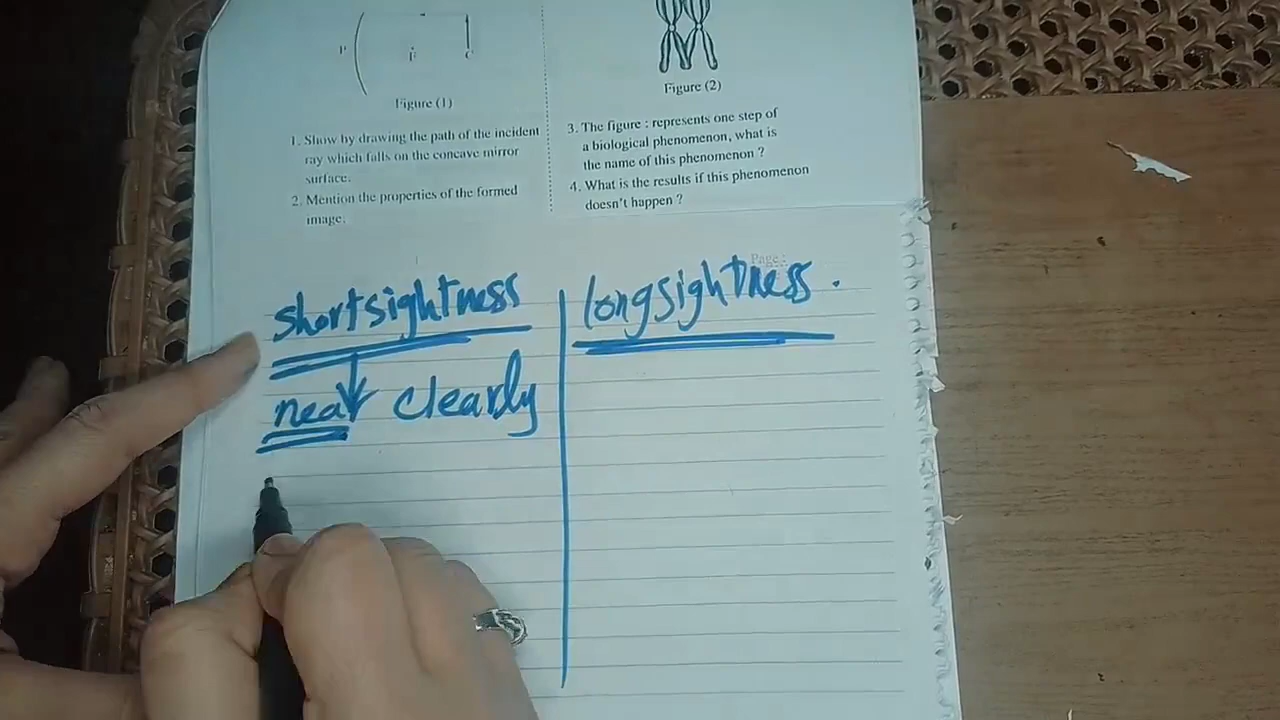 P
F
Figure (1)
1. Show by drawing the path of the incident
ray which falls on the concave mirror
surface.
2. Mention the properties of the formed
image.
Figure (2)
3. The figure : represents one step of
a biological phenomenon, what is
the name of this phenomenon ?
4. What is the results if this phenomenon
doesn't happen ?
Page :
shortsightness
near clearly
longsightness.